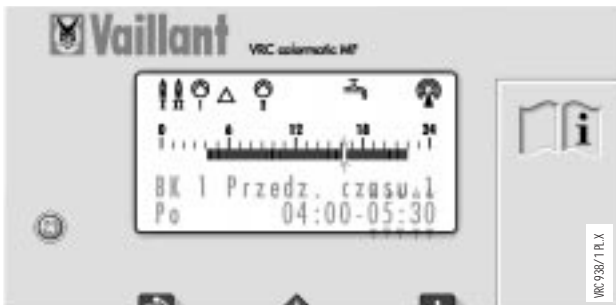 Vaillant
VRC calormatic MF
0 6 12 18 24
BK 1 Przedz. czasu 1
Po 04:00-05:30
i
VRC 938/1 PL.X